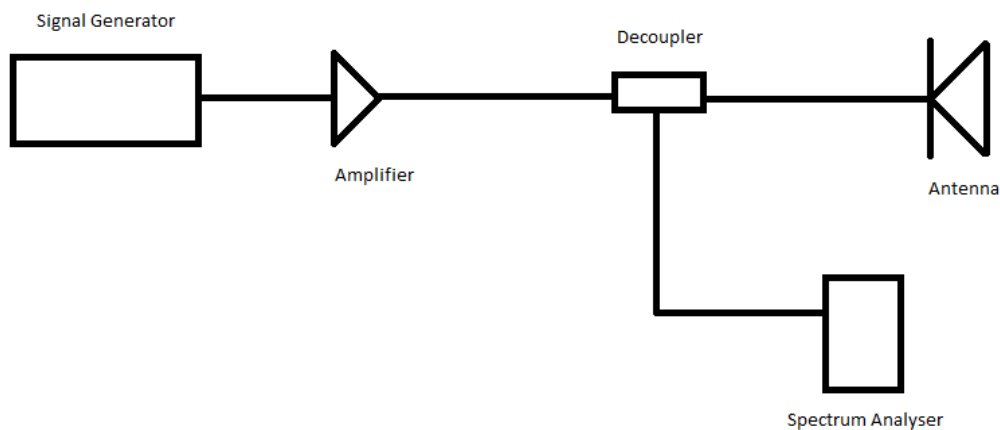 Signal Generator
Decoupler
Amplifier
Antenna
Spectrum Analyser